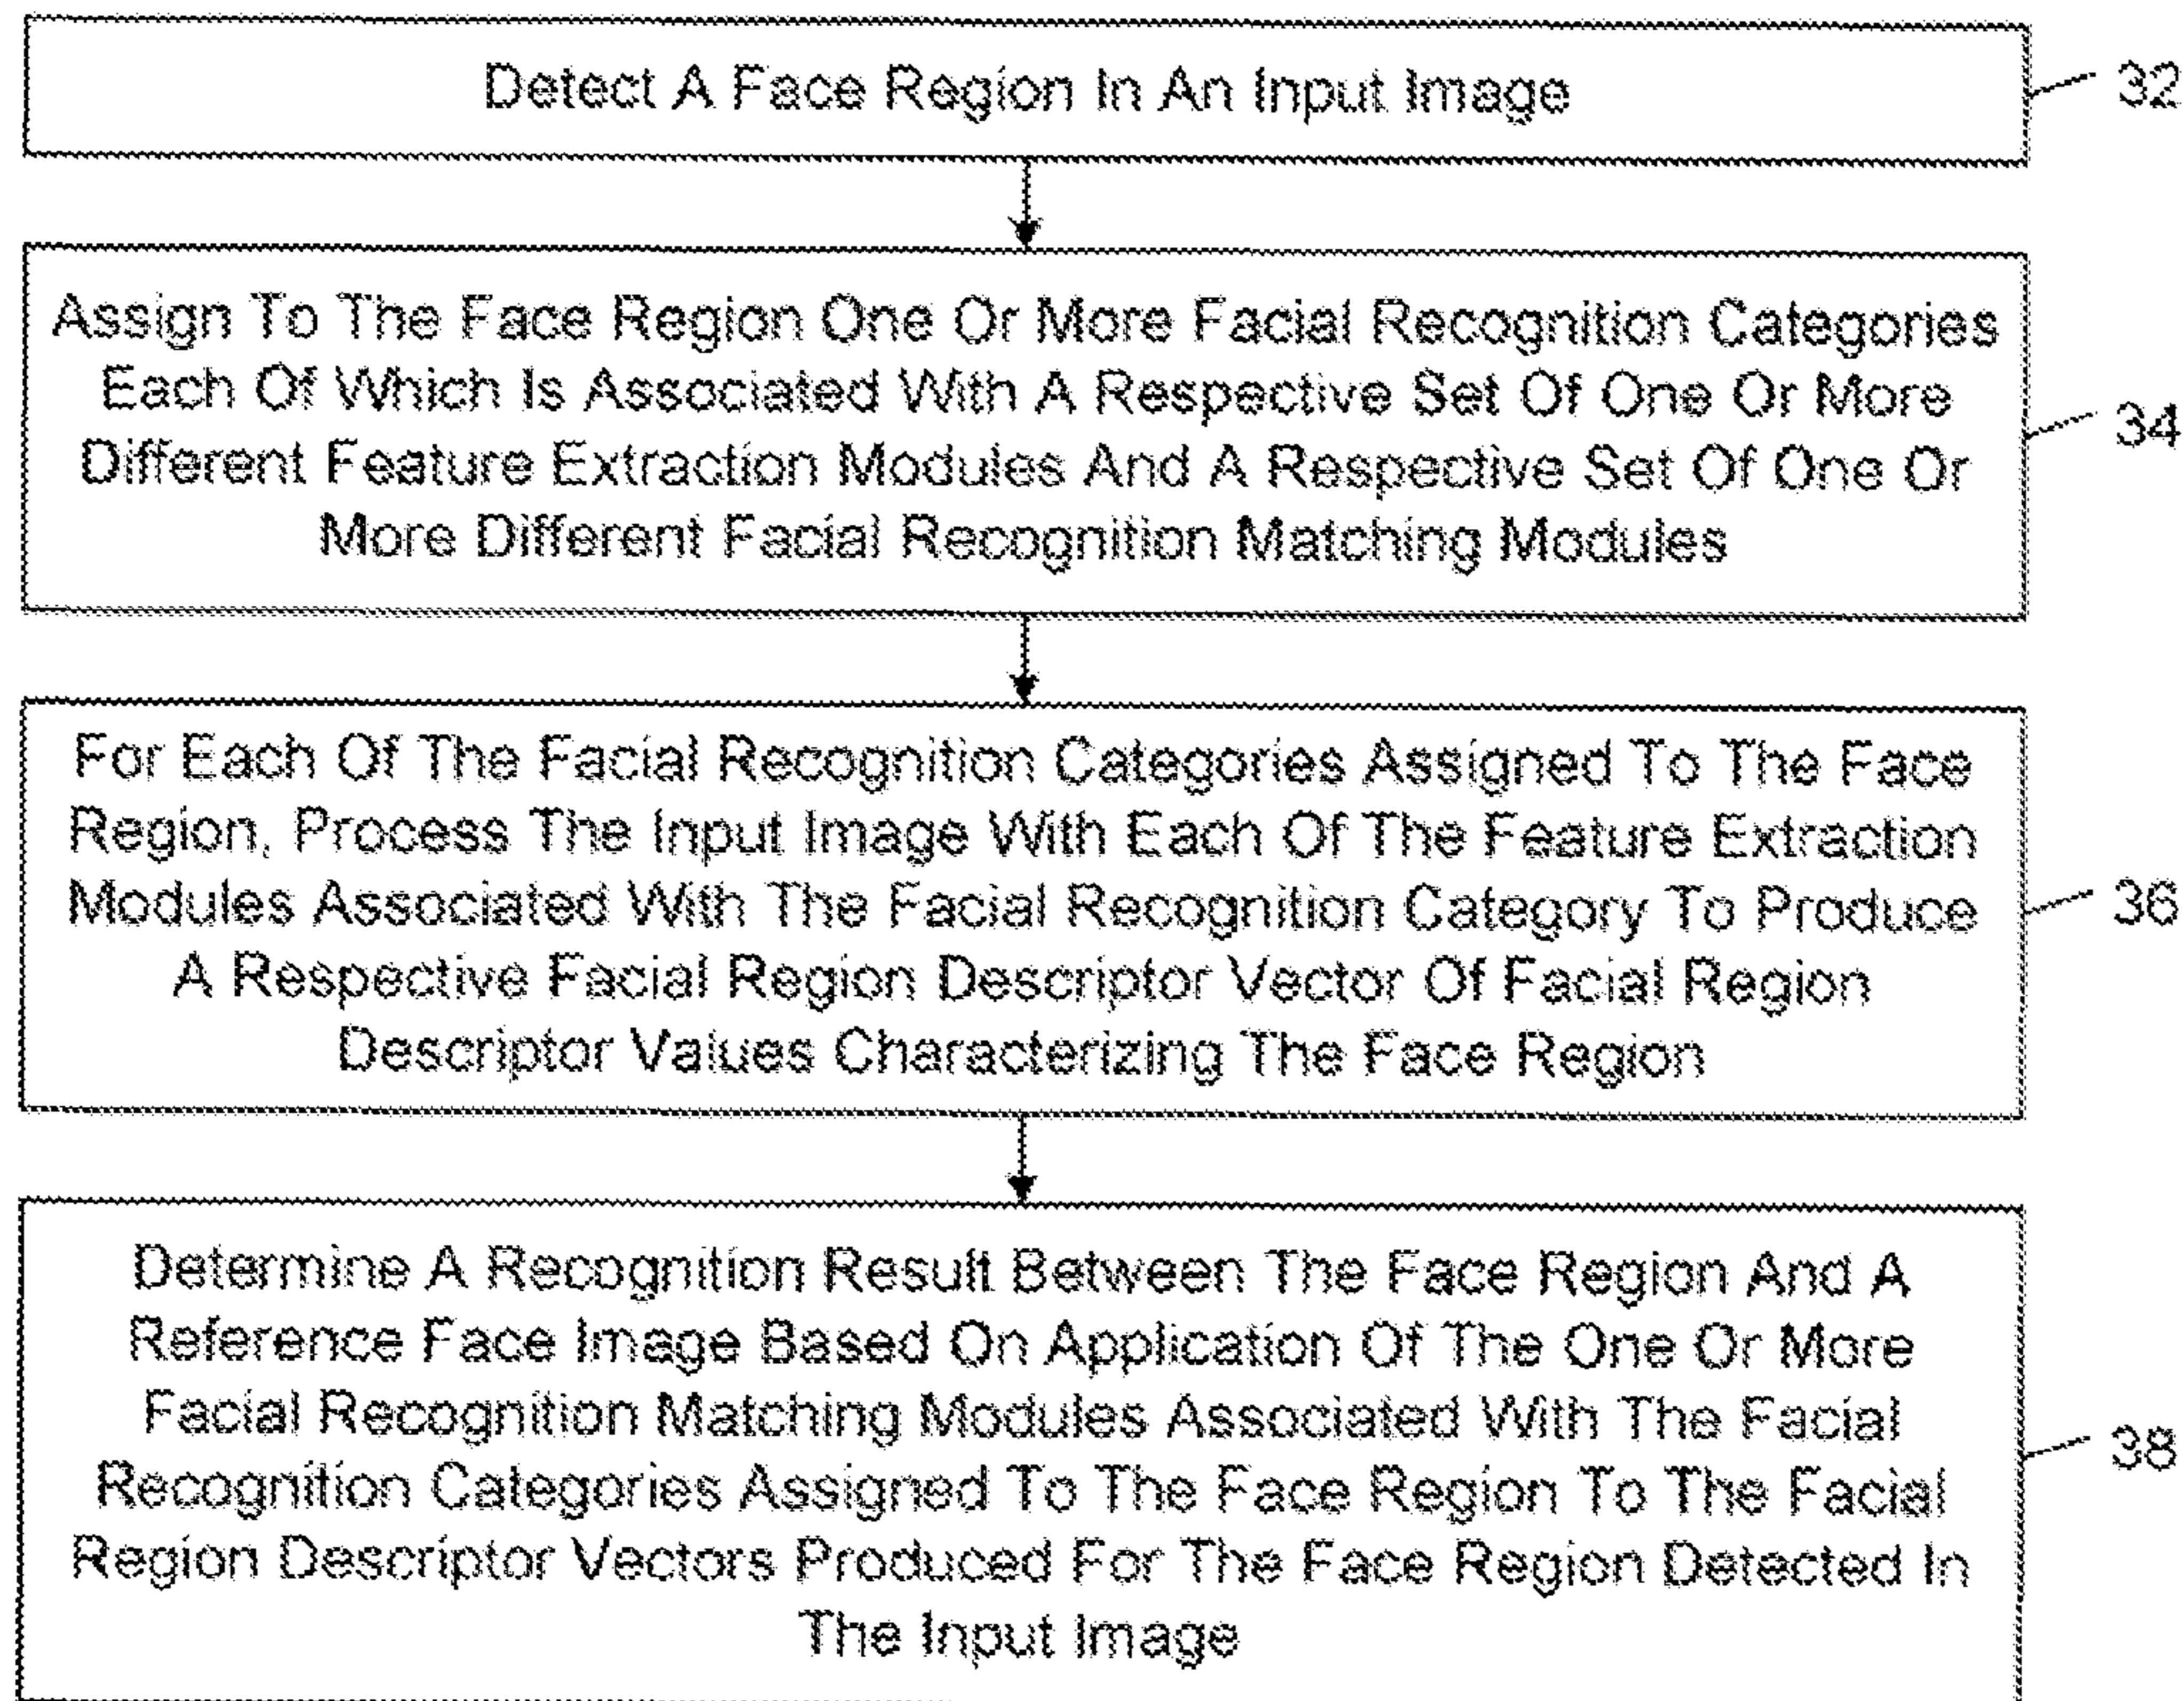 Detect A Face Region In An Input Image
32
Assign To The Face Region One Or More Facial Recognition Categories
Each Of Which Is Associated With A Respective Set Of One Or More
Different Feature Extraction Modules And A Respective Set Of One Or
More Different Facial Recognition Matching Modules
34
For Each Of The Facial Recognition Categories Assigned To The Face
Region, Process The Input Image With Each Of The Feature Extraction
Modules Associated With The Facial Recognition Category To Produce
A Respective Facial Region Descriptor Vector Of Facial Region
Descriptor Values Characterizing The Face Region
36
Determine A Recognition Result Between The Face Region And A
Reference Face Image Based On Application Of The One Or More
Facial Recognition Matching Modules Associated With The Facial
Recognition Categories Assigned To The Face Region To The Facial
Region Descriptor Vectors Produced For The Face Region Detected In
The Input Image
38